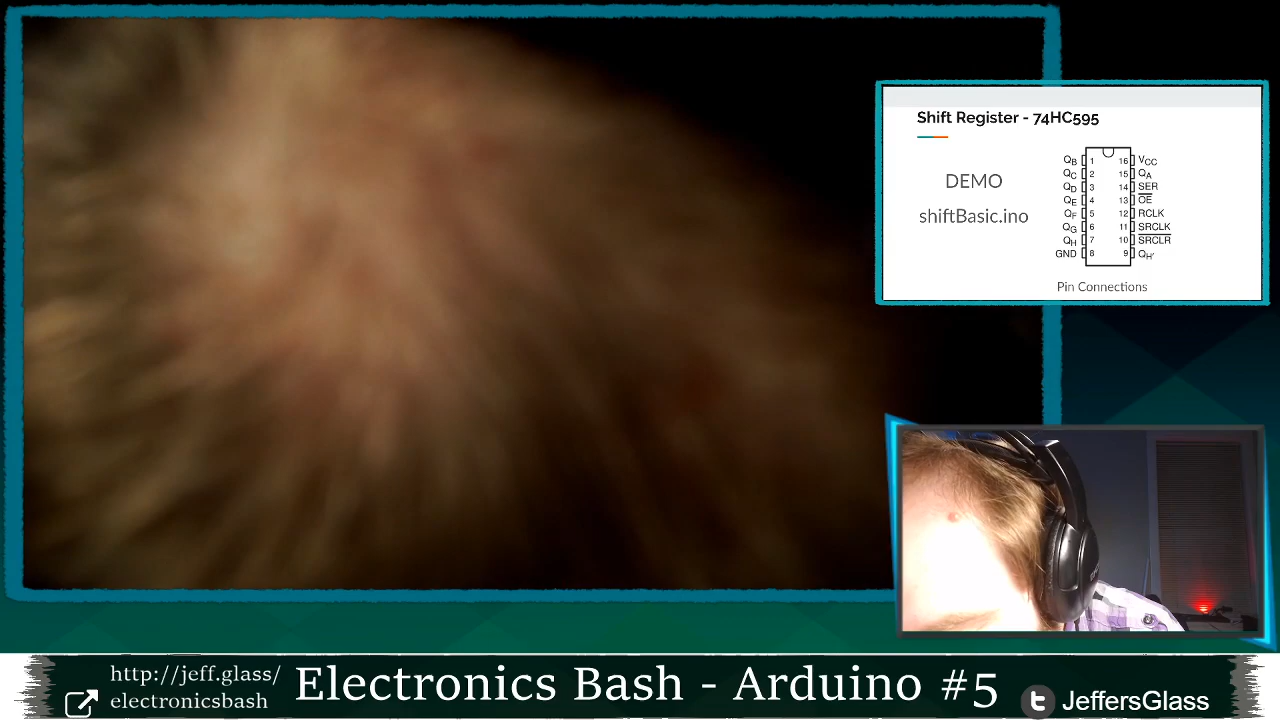 Shift Register - 74HC595
DEMO
shiftBasic.ino
QB 1 16 VCC
QC 2 15 QA
QD 3 14 SER
QE 4 13 OE
QF 5 12 RCLK
QG 6 11 SRCLK
QH 7 10 SRCLR
GND 8 9 QH'
Pin Connections
http://jeff.glass/
electronicsbash
Electronics Bash - Arduino #5
JeffersGlass